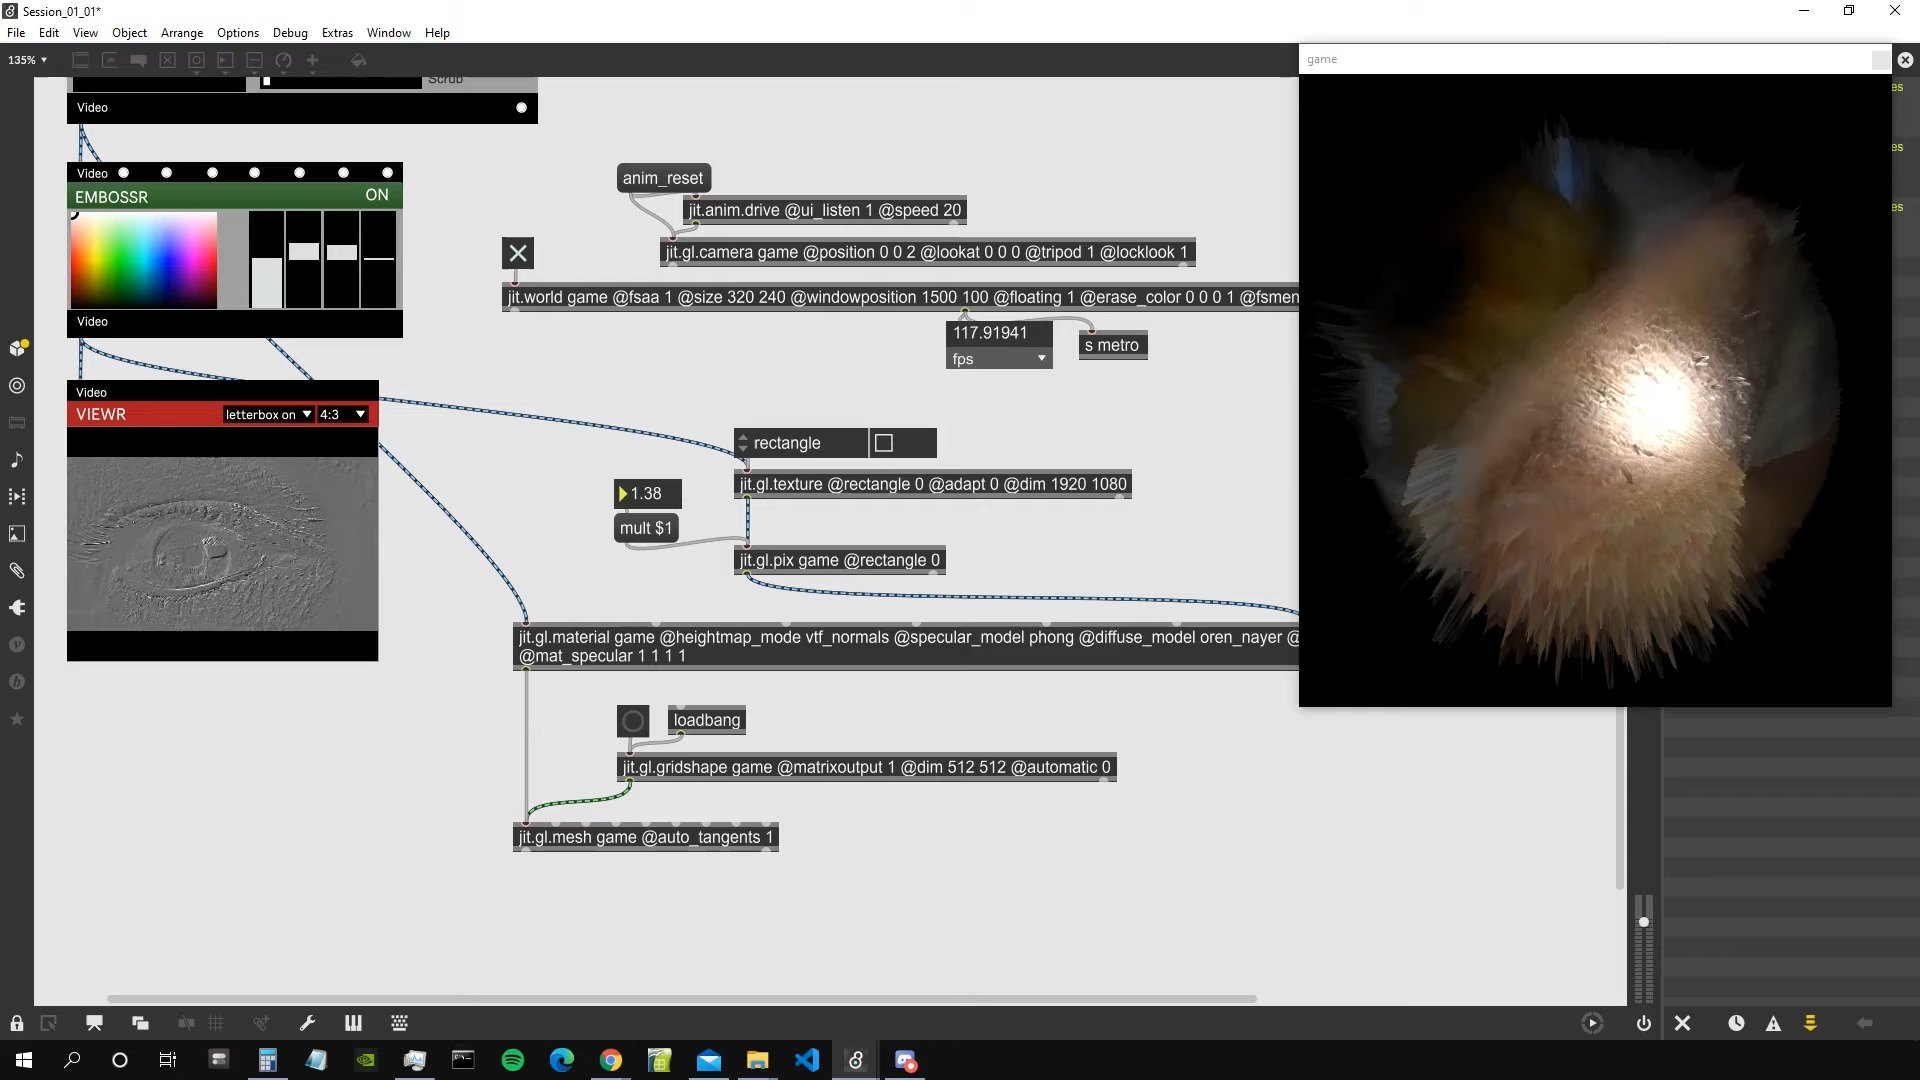 Session_01_01*
File Edit View Object Arrange Options Debug Extras Window Help
135%
game
es
es
es
Scrub
Video
Video
EMBOSSR ON
Video
Video
VIEWR letterbox on 4:3
anim_reset
jit.anim.drive @ui_listen 1 @speed 20
jit.gl.camera game @position 0 0 2 @lookat 0 0 0 @tripod 1 @locklook 1
jit.world game @fsaa 1 @size 320 240 @windowposition 1500 100 @floating 1 @erase_color 0 0 0 1 @fsmen
117.91941
fps
s metro
rectangle
jit.gl.texture @rectangle 0 @adapt 0 @dim 1920 1080
1.38
mult $1
jit.gl.pix game @rectangle 0
jit.gl.material game @heightmap_mode vtf_normals @specular_model phong @diffuse_model oren_nayer @
@mat_specular 1 1 1 1
loadbang
jit.gl.gridshape game @matrixoutput 1 @dim 512 512 @automatic 0
jit.gl.mesh game @auto_tangents 1